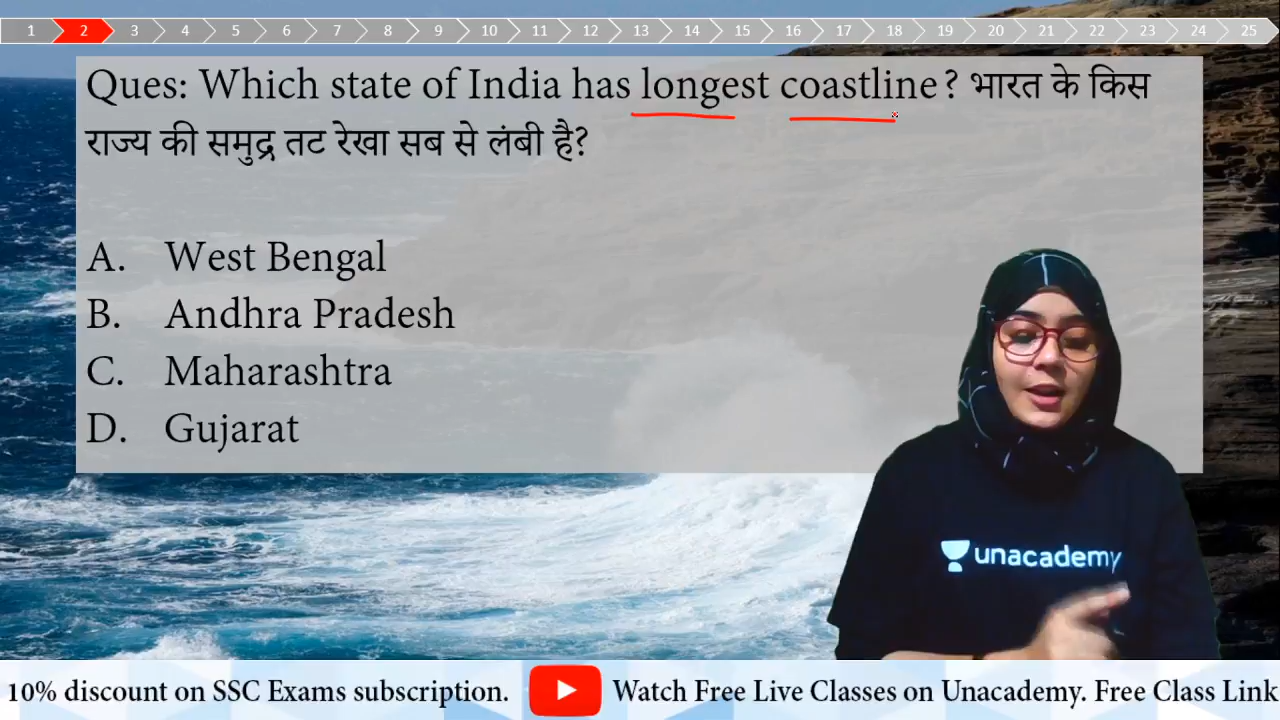 1 2 3 4 5 6 7 8 9 10 11 12 13 14 15 16 17 18 19 20 21 22 23 24 25
Ques: Which state of India has longest coastline? भारत के किस
राज्य की समुद्र तट रेखा सब से लंबी है?
A. West Bengal
B. Andhra Pradesh
C. Maharashtra
D. Gujarat
unacademy
10% discount on SSC Exams subscription. Watch Free Live Classes on Unacademy. Free Class Link